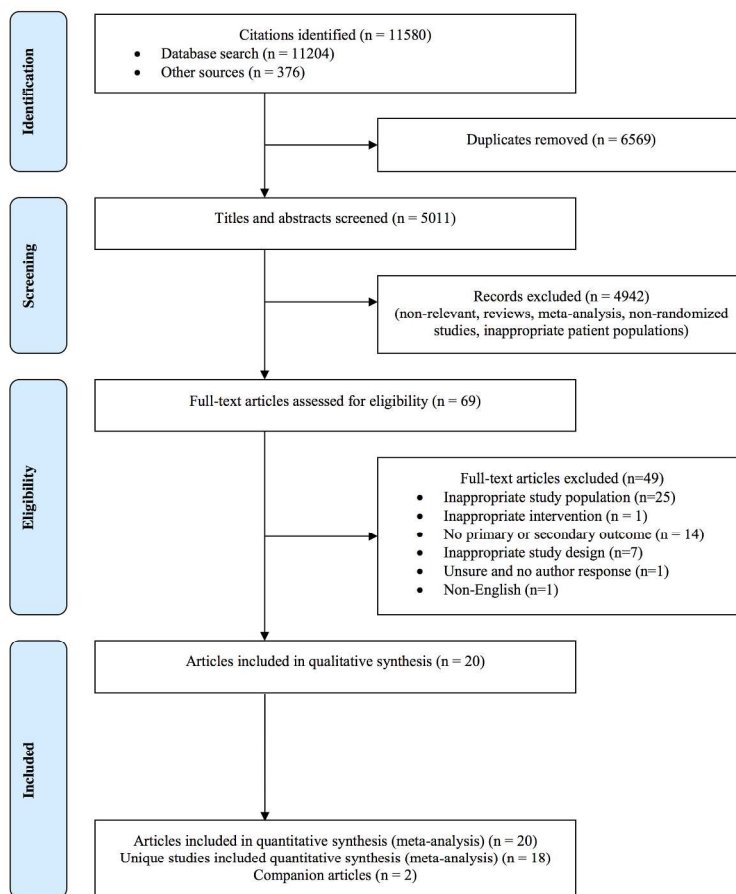 Identification
Citations identified (n = 11580)
• Database search (n = 11204)
• Other sources (n = 376)
Duplicates removed (n = 6569)
Screening
Titles and abstracts screened (n = 5011)
Records excluded (n = 4942)
(non-relevant, reviews, meta-analysis, non-randomized
studies, inappropriate patient populations)
Eligibility
Full-text articles assessed for eligibility (n = 69)
Full-text articles excluded (n=49)
• Inappropriate study population (n=25)
• Inappropriate intervention (n = 1)
• No primary or secondary outcome (n = 14)
• Inappropriate study design (n=7)
• Unsure and no author response (n=1)
• Non-English (n=1)
Included
Articles included in qualitative synthesis (n = 20)
Articles included in quantitative synthesis (meta-analysis) (n = 20)
Unique studies included quantitative synthesis (meta-analysis) (n = 18)
Companion articles (n = 2)